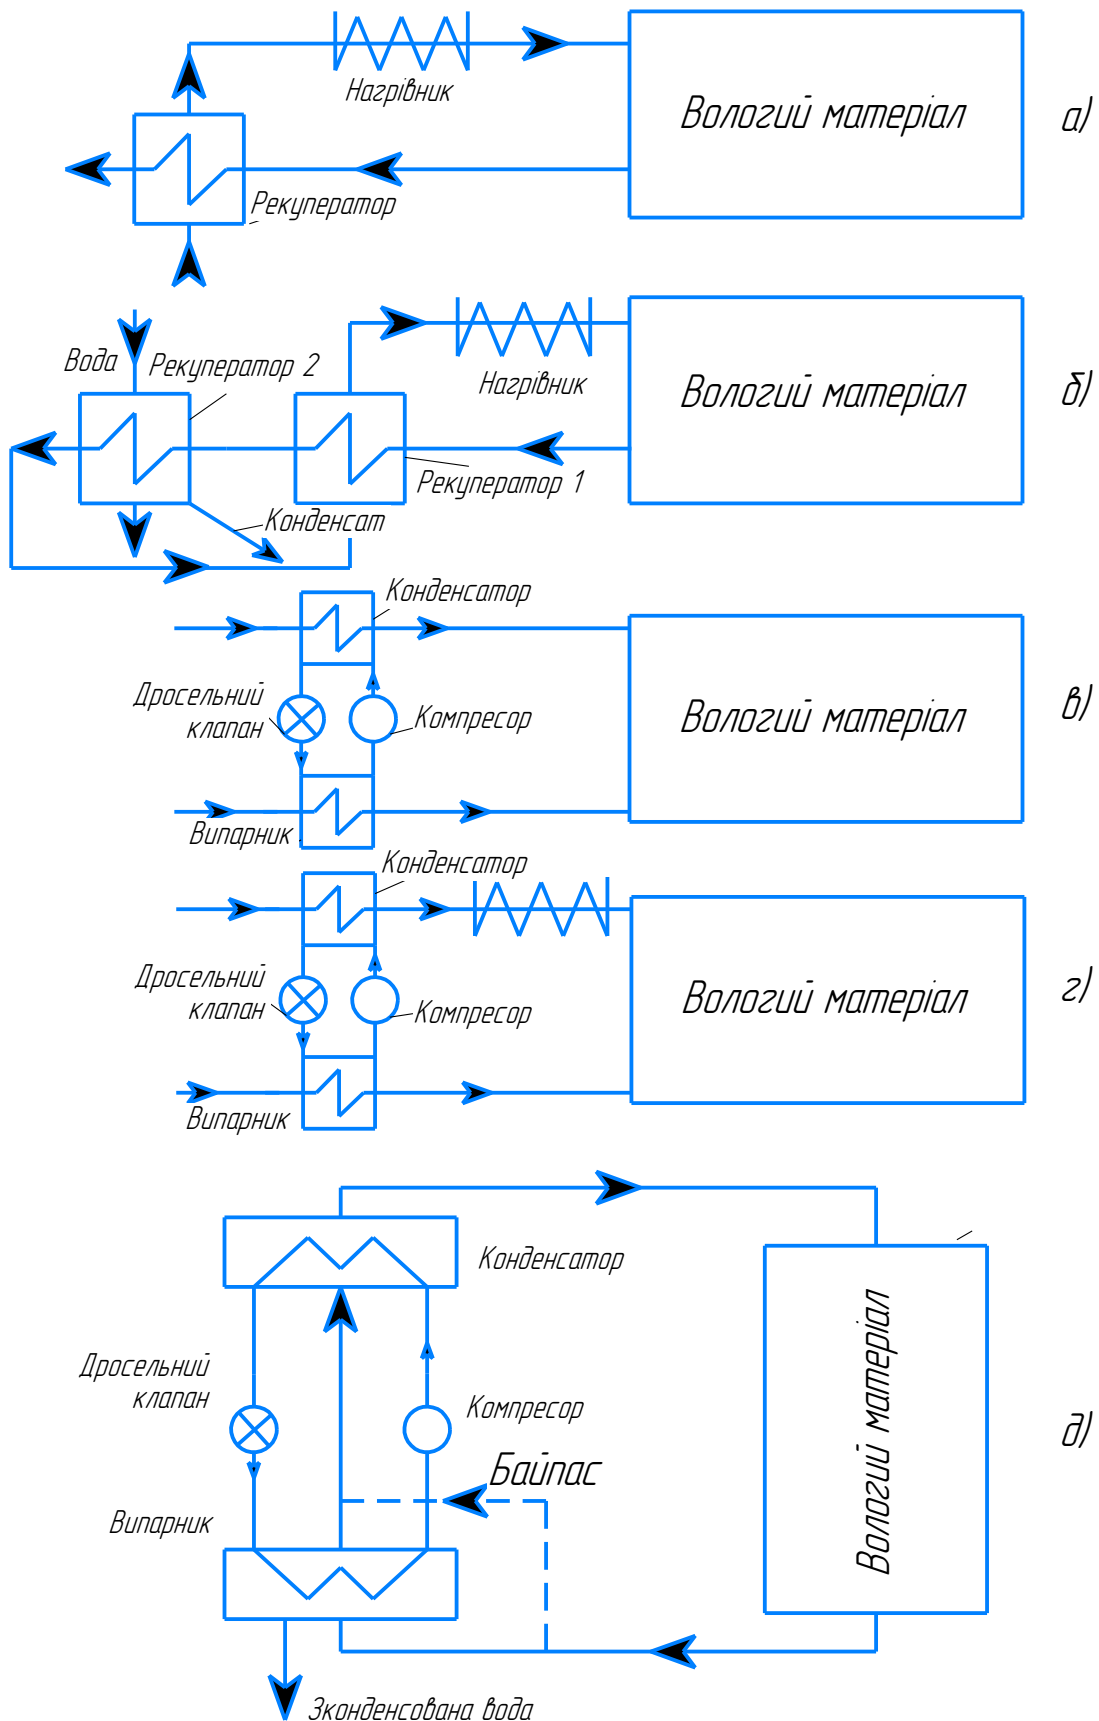 Нагрівник
Вологий матеріал
а)
Рекуператор
Вода
Рекуператор 2
Нагрівник
Вологий матеріал
б)
Рекуператор 1
Конденсат
Конденсатор
Дросельний
клапан
Компресор
Вологий матеріал
в)
Випарник
Конденсатор
Дросельний
клапан
Компресор
Вологий матеріал
г)
Випарник
Конденсатор
Дросельний
клапан
Компресор
Вологий матеріал
д)
Байпас
Випарник
Зконденсована вода